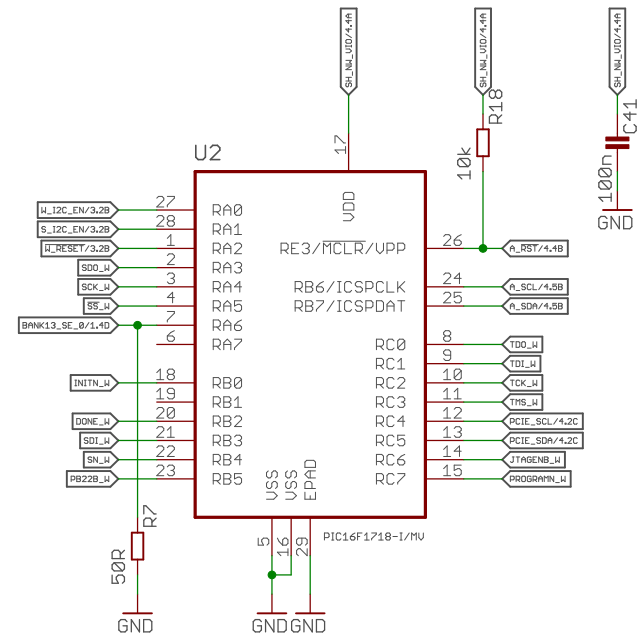 SH_NW_VIO/4.4A
SH_NW_VIO/4.4A
SH_NW_VIO/4.4A
R18
10k
C41
100n
GND
U2
17
VDD
W_I2C_EN/3.2B 27 RA0
S_I2C_EN/3.2B 28 RA1
W_RESET/3.2B 1 RA2
RE3/MCLR/VPP 26 A_RST/4.4B
SDO_W 2 RA3
SCK_W 3 RA4
RB6/ICSPCLK 24 A_SCL/4.5B
SS_W 4 RA5
RB7/ICSPDAT 25 A_SDA/4.5B
BANK13_SE_0/1.4D 7 RA6
6 RA7
RC0 8 TDO_W
RC1 9 TDI_W
INITN_W 18 RB0
RC2 10 TCK_W
19 RB1
RC3 11 TMS_W
DONE_W 20 RB2
RC4 12 PCIE_SCL/4.2C
SDI_W 21 RB3
RC5 13 PCIE_SDA/4.2C
SN_W 22 RB4
RC6 14 JTAGENB_W
PB22B_W 23 RB5
RC7 15 PROGRAMN_W
VSS
VSS
EPAD
5
16
29
PIC16F1718-I/MV
R7
50R
GND
GND
GND